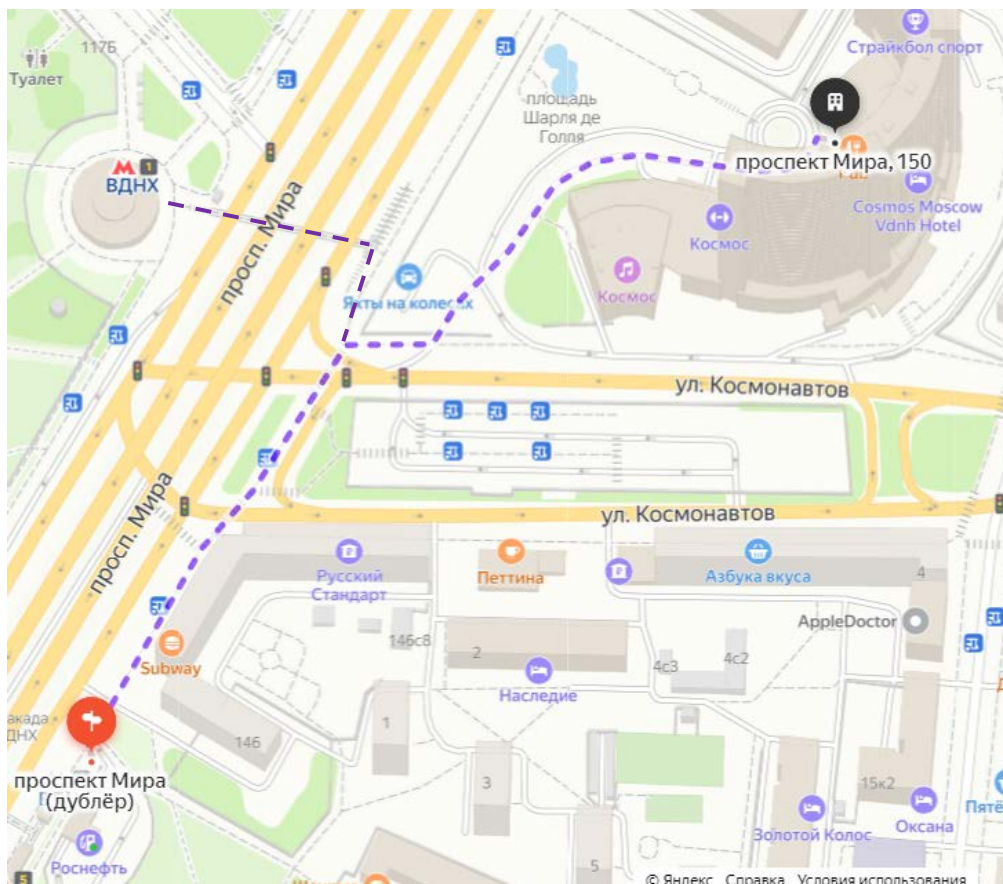 117Б
Туалет
Страйкбол спорт
площадь
Шарля де
Голля
проспект Мира, 150
М 1
ВДНХ
Cosmos Moscow
Vdnh Hotel
Космос
просп. Мира
Космос
Яхты на колесах
ул. Космонавтов
просп. Мира
ул. Космонавтов
Русский
Стандарт
Петтина
Азбука вкуса
4
AppleDoctor
146с8
2
4с3
4с2
Subway
Наследие
146
1
проспект Мира
(дублёр)
3
15к2
Золотой Колос
Оксана
Роснефть
5
5
© Яндекс Справка Условия использования